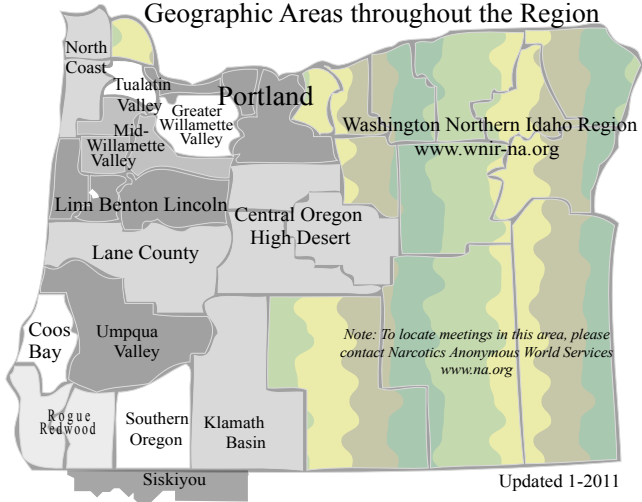 Geographic Areas throughout the Region
North
Coast
Tualatin
Valley
Portland
Greater
Willamette
Valley
Mid-
Willamette
Valley
Washington Northern Idaho Region
www.wnir-na.org
Linn Benton Lincoln
Central Oregon
High Desert
Lane County
Coos
Bay
Umpqua
Valley
Note: To locate meetings in this area, please
contact Narcotics Anonymous World Services
www.na.org
Rogue
Redwood
Southern
Oregon
Klamath
Basin
Siskiyou
Updated 1-2011